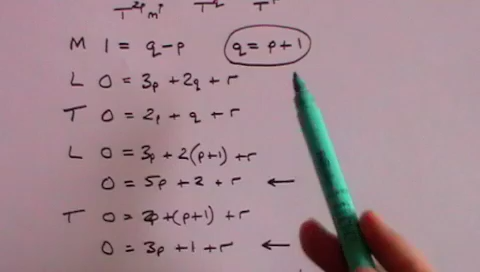 M 1 = q - p q = p + 1
L 0 = 3p + 2q + r
T 0 = 2p + q + r
L 0 = 3p + 2(p+1) + r
0 = 5p + 2 + r ←
T 0 = 2p + (p+1) + r
0 = 3p + 1 + r ←